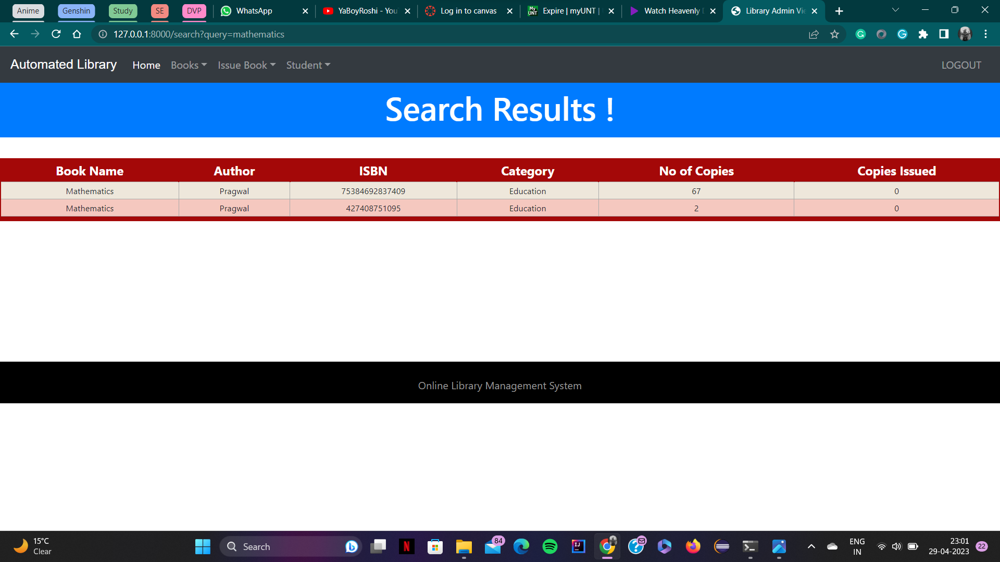 Anime Genshin Study SE DVP WhatsApp YaBoyRoshi - You Log in to canvas Expire | myUNT | Watch Heavenly Library Admin Vie
127.0.0.1:8000/search?query=mathematics
Automated Library Home Books Issue Book Student LOGOUT
Search Results !
Book Name Author ISBN Category No of Copies Copies Issued
Mathematics Pragwal 75384692837409 Education 67 0
Mathematics Pragwal 427408751095 Education 2 0
Online Library Management System
15°C
Clear
Search
84
ENG
IN
23:01
29-04-2023
22